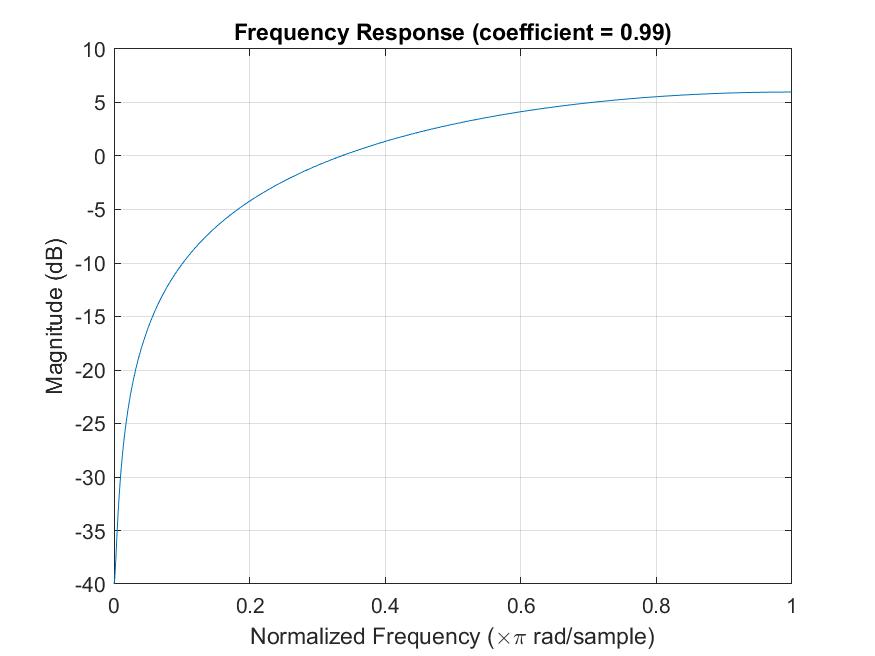 Frequency Response (coefficient = 0.99)
10
5
0
-5
-10
-15
-20
-25
-30
-35
-40
Magnitude (dB)
0 0.2 0.4 0.6 0.8 1
Normalized Frequency (×π rad/sample)